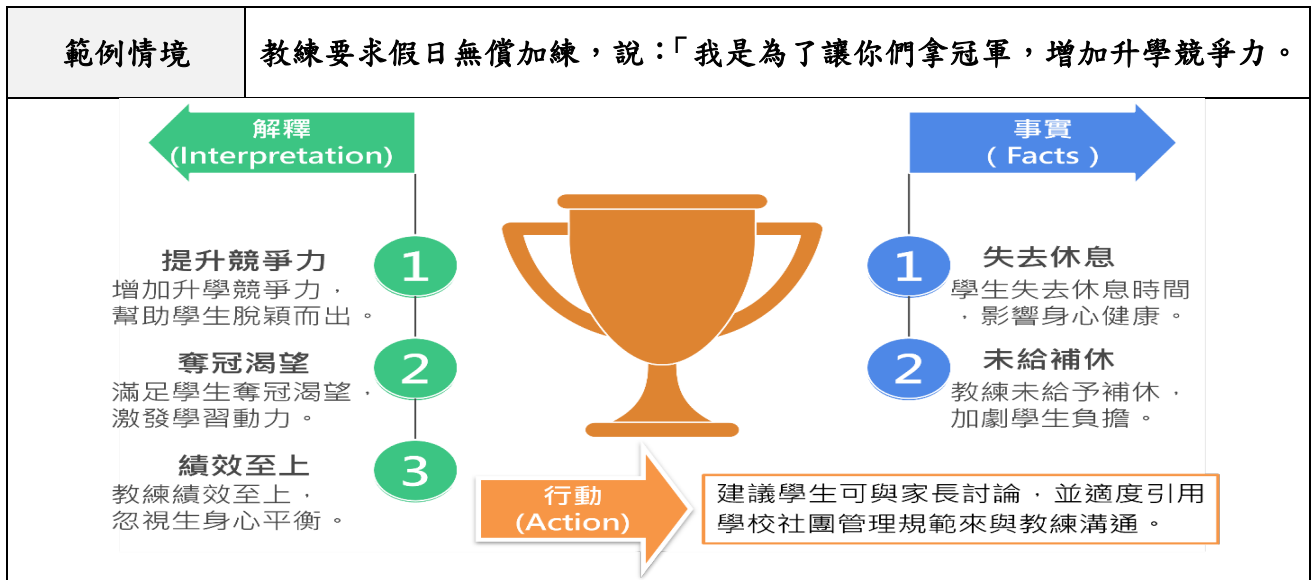 範例情境
教練要求假日無償加練，說：「我是為了讓你們拿冠軍，增加升學競爭力。
解釋
(Interpretation)
1
提升競爭力
增加升學競爭力，
幫助學生脫穎而出。
2
奪冠渴望
滿足學生奪冠渴望，
激發學習動力。
3
績效至上
教練績效至上，
忽視生身心平衡。
事實
( Facts )
1
失去休息
學生失去休息時間
，影響身心健康。
2
未給補休
教練未給予補休，
加劇學生負擔。
行動
(Action)
建議學生可與家長討論，並適度引用
學校社團管理規範來與教練溝通。